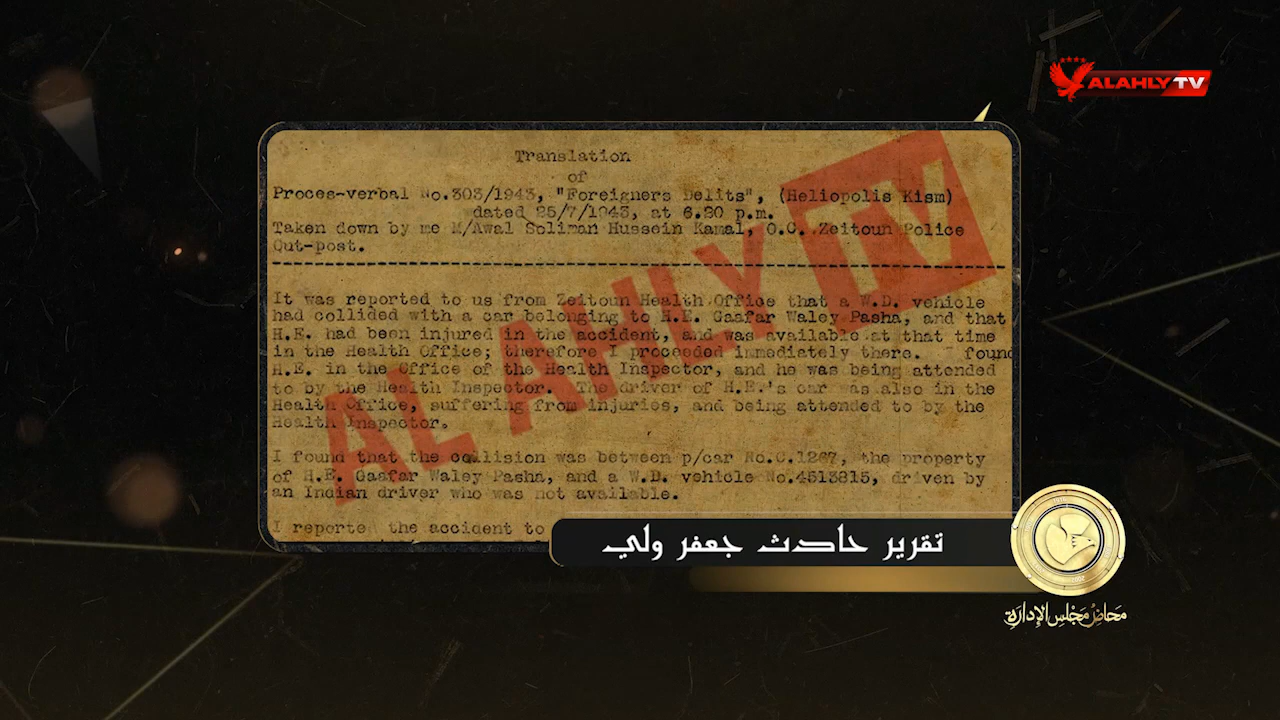 ALAHLY TV
Translation
of
Proces-verbal No.303/1943, "Foreigners Delits", (Heliopolis Kism)
dated 25/7/1943, at 6.20 p.m.
Taken down by me M/Awal Soliman Hussein Kamal, O.C. Zeitoun Police
Out-post.
It was reported to us from Zeitoun Health Office that a W.D. vehicle
had collided with a car belonging to H.E. Gaafar Waley Pasha, and that
H.E. had been injured in the accident, and was available at that time
in the Health Office; therefore I proceeded immediately there. found
H.E. in the Office of the Health Inspector, and he was being attended
to by the Health Inspector. The driver of H.E.'s car was also in the
Health Office, suffering from injuries, and being attended to by the
Health Inspector.
I found that the collision was between p/car No.C.1267, the property
of H.E. Gaafar Waley Pasha, and a W.D. vehicle No.4513815, driven by
an Indian driver who was not available.
I reporte the accident to
AL AHLY TV
تقرير حادث جعفر ولي
محاضر مجلس الإدارة